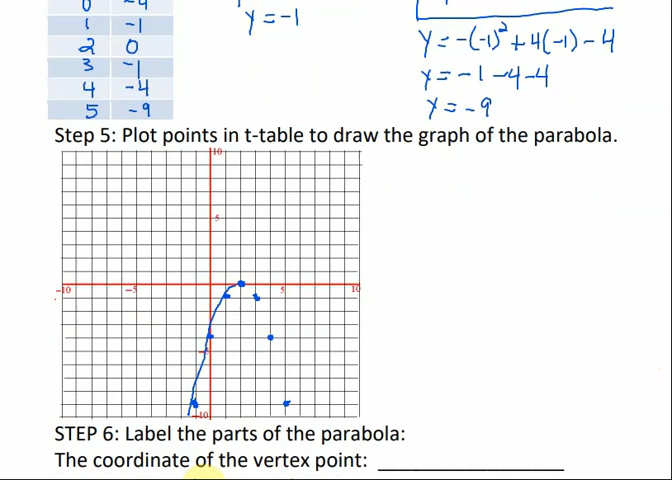 0 -4
1 -1
2 0
3 -1
4 -4
5 -9
y = -1
y = -(-1)² + 4(-1) - 4
y = -1 - 4 - 4
y = -9
Step 5: Plot points in t-table to draw the graph of the parabola.
10
5
-10 -5 5 10
-10
STEP 6: Label the parts of the parabola:
The coordinate of the vertex point: ____________________